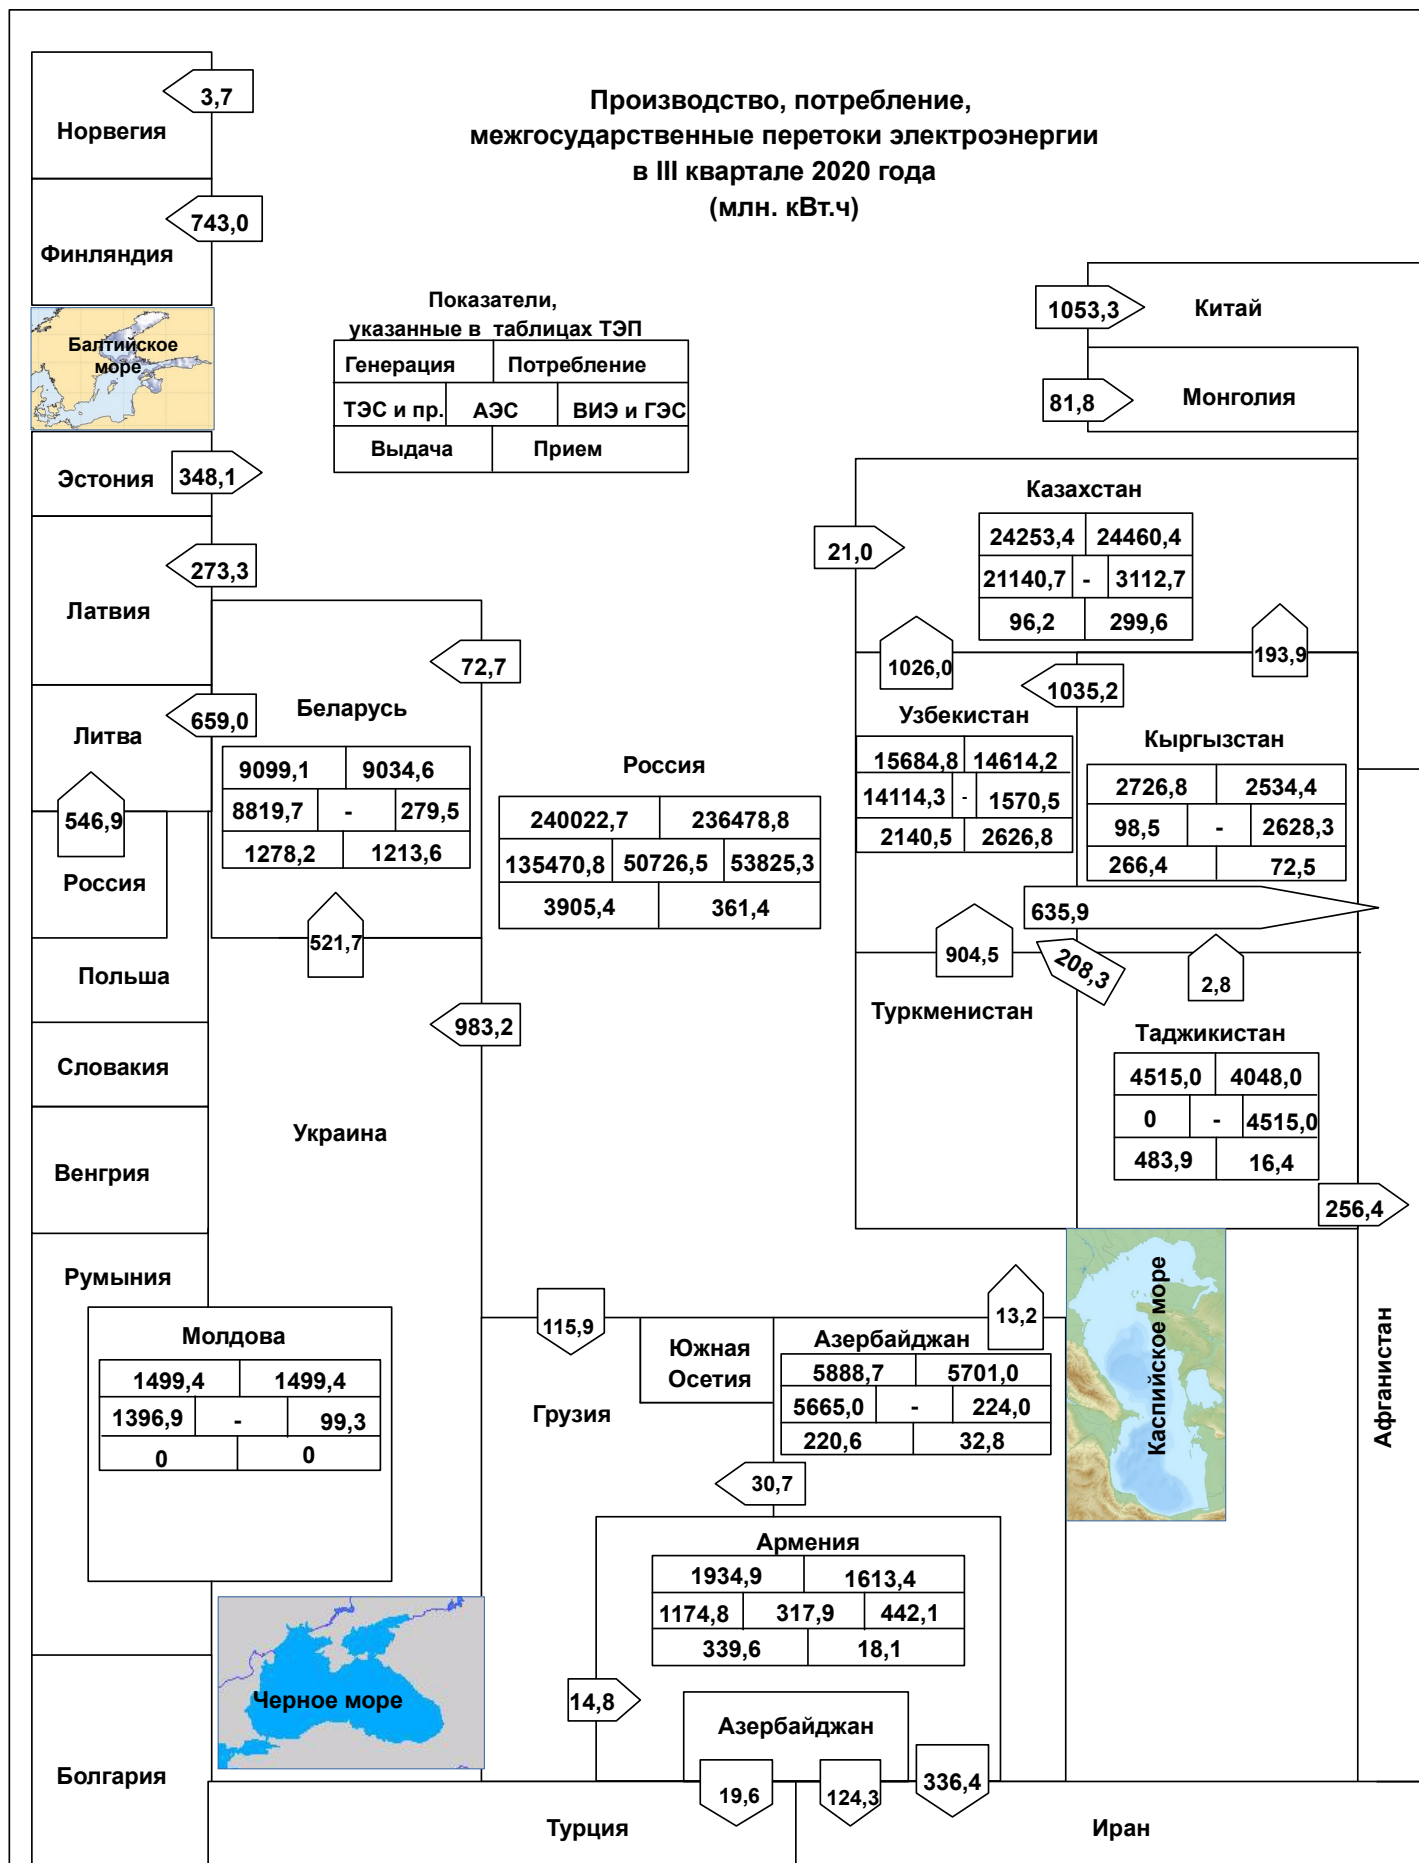 Производство, потребление,
межгосударственные перетоки электроэнергии
в III квартале 2020 года
(млн. кВт.ч)
3,7
Норвегия
743,0
Финляндия
Балтийское
море
Показатели,
указанные в таблицах ТЭП
Генерация Потребление
ТЭС и пр. АЭС ВИЭ и ГЭС
Выдача Прием
1053,3 Китай
81,8 Монголия
Эстония 348,1
273,3
Латвия
Казахстан
24253,4 24460,4
21140,7 - 3112,7
96,2 299,6
21,0
1026,0
193,9
1035,2
72,7
Беларусь
9099,1 9034,6
8819,7 - 279,5
1278,2 1213,6
659,0
Литва
546,9
Россия
Россия
240022,7 236478,8
135470,8 50726,5 53825,3
3905,4 361,4
Узбекистан
15684,8 14614,2
14114,3 - 1570,5
2140,5 2626,8
Кыргызстан
2726,8 2534,4
98,5 - 2628,3
266,4 72,5
635,9
521,7
904,5
208,3
2,8
Польша
983,2
Туркменистан
Словакия
Таджикистан
4515,0 4048,0
0 - 4515,0
483,9 16,4
256,4
Украина
Венгрия
Румыния
Молдова
1499,4 1499,4
1396,9 - 99,3
0 0
115,9
Южная
Осетия
13,2
Азербайджан
5888,7 5701,0
5665,0 - 224,0
220,6 32,8
Грузия
Каспийское море
Афганистан
30,7
Армения
1934,9 1613,4
1174,8 317,9 442,1
339,6 18,1
14,8
Черное море
Азербайджан
Болгария
19,6
124,3
336,4
Турция
Иран